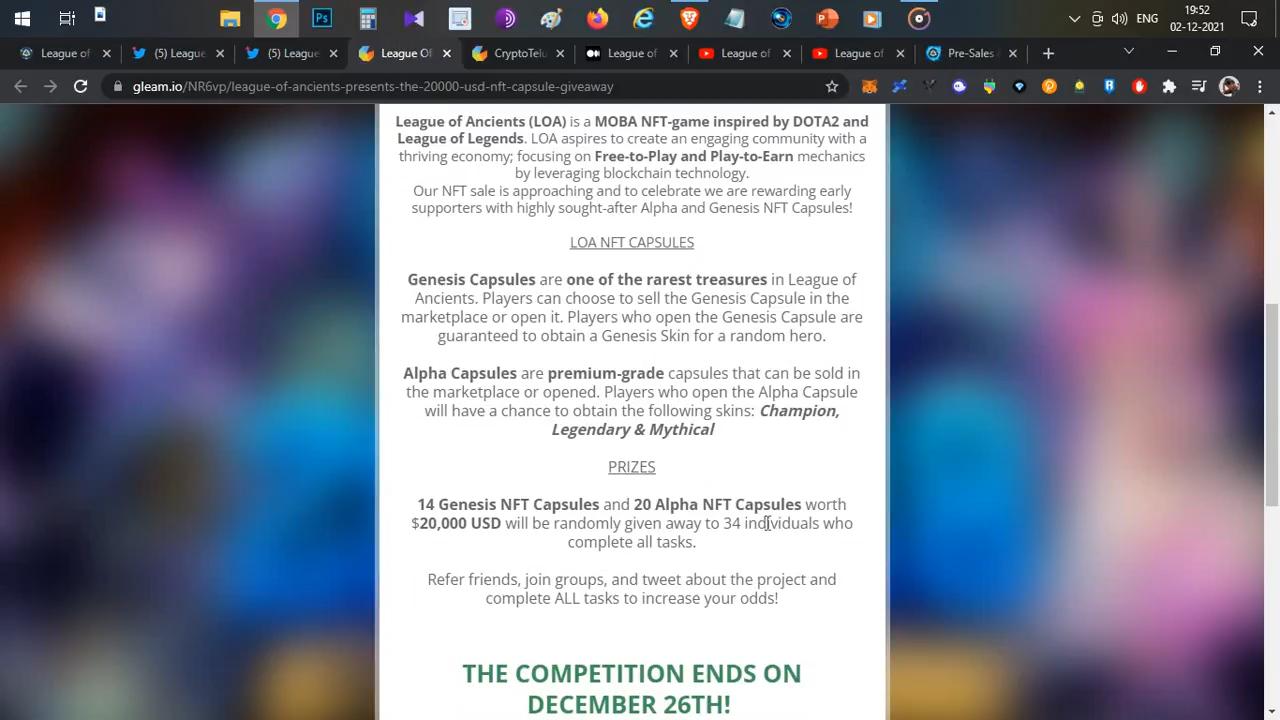 19:52
ENG
02-12-2021
League of
(5) Leagu
(5) Leagu
League Of
CryptoTelu
League of
League of
League of
Pre-Sales
gleam.io/NR6vp/league-of-ancients-presents-the-20000-usd-nft-capsule-giveaway
League of Ancients (LOA) is a MOBA NFT-game inspired by DOTA2 and
League of Legends. LOA aspires to create an engaging community with a
thriving economy; focusing on Free-to-Play and Play-to-Earn mechanics
by leveraging blockchain technology.
Our NFT sale is approaching and to celebrate we are rewarding early
supporters with highly sought-after Alpha and Genesis NFT Capsules!
LOA NFT CAPSULES
Genesis Capsules are one of the rarest treasures in League of
Ancients. Players can choose to sell the Genesis Capsule in the
marketplace or open it. Players who open the Genesis Capsule are
guaranteed to obtain a Genesis Skin for a random hero.
Alpha Capsules are premium-grade capsules that can be sold in
the marketplace or opened. Players who open the Alpha Capsule
will have a chance to obtain the following skins: Champion,
Legendary & Mythical
PRIZES
14 Genesis NFT Capsules and 20 Alpha NFT Capsules worth
$20,000 USD will be randomly given away to 34 individuals who
complete all tasks.
Refer friends, join groups, and tweet about the project and
complete ALL tasks to increase your odds!
THE COMPETITION ENDS ON
DECEMBER 26TH!